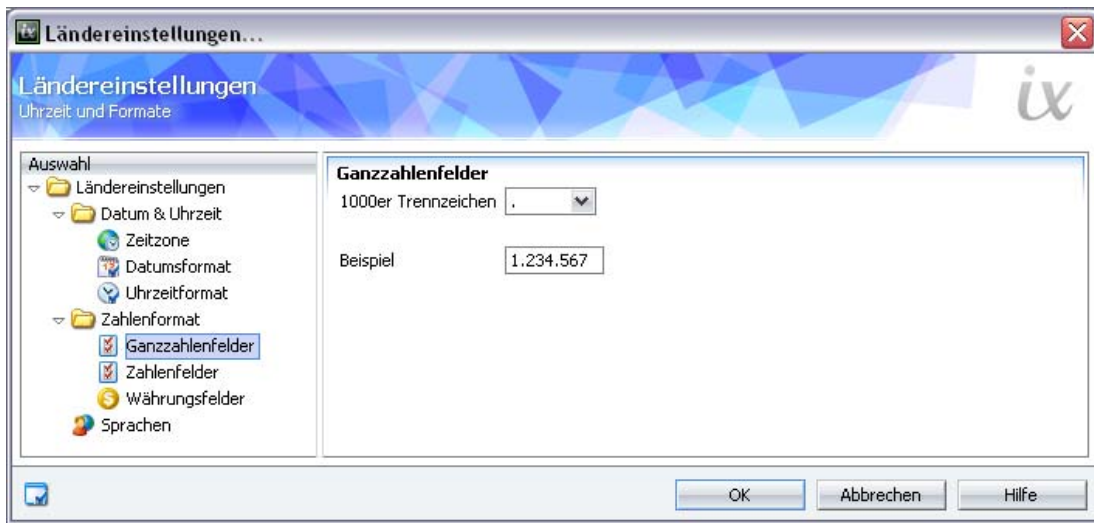 Ländereinstellungen...
Ländereinstellungen
Uhrzeit und Formate
ix
Auswahl
Ländereinstellungen
Datum & Uhrzeit
Zeitzone
Datumsformat
Uhrzeitformat
Zahlenformat
Ganzzahlenfelder
Zahlenfelder
Währungsfelder
Sprachen
Ganzzahlenfelder
1000er Trennzeichen .
Beispiel 1.234.567
OK Abbrechen Hilfe